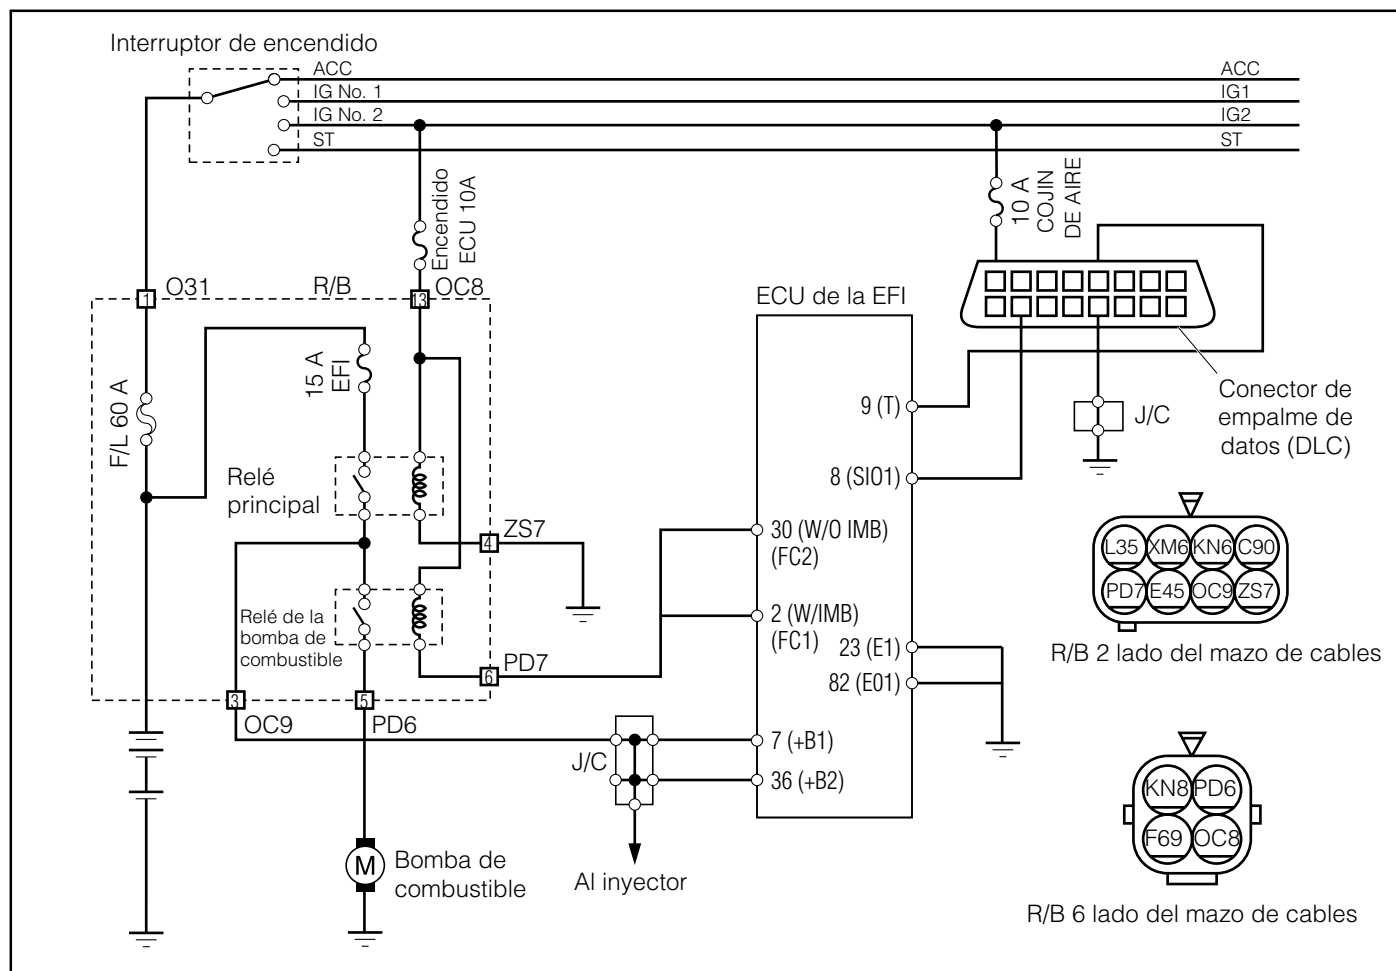 Interruptor de encendido
ACC
ACC
IG No. 1
IG1
IG No. 2
IG2
ST
ST
Encendido
ECU 10A
10 A
COJIN
DE AIRE
1
O31
R/B
13
OC8
ECU de la EFI
15 A
EFI
F/L 60 A
Conector de
empalme de
datos (DLC)
9 (T)
J/C
Relé
principal
8 (SIO1)
4
ZS7
30 (W/O IMB)
(FC2)
L35
XM6
KN6
C90
PD7
E45
OC9
ZS7
R/B 2 lado del mazo de cables
Relé de la
bomba de
combustible
2 (W/IMB)
(FC1)
23 (E1)
6
PD7
82 (E01)
3
OC9
5
PD6
J/C
7 (+B1)
36 (+B2)
KN8
PD6
F69
OC8
M
Bomba de
combustible
Al inyector
R/B 6 lado del mazo de cables